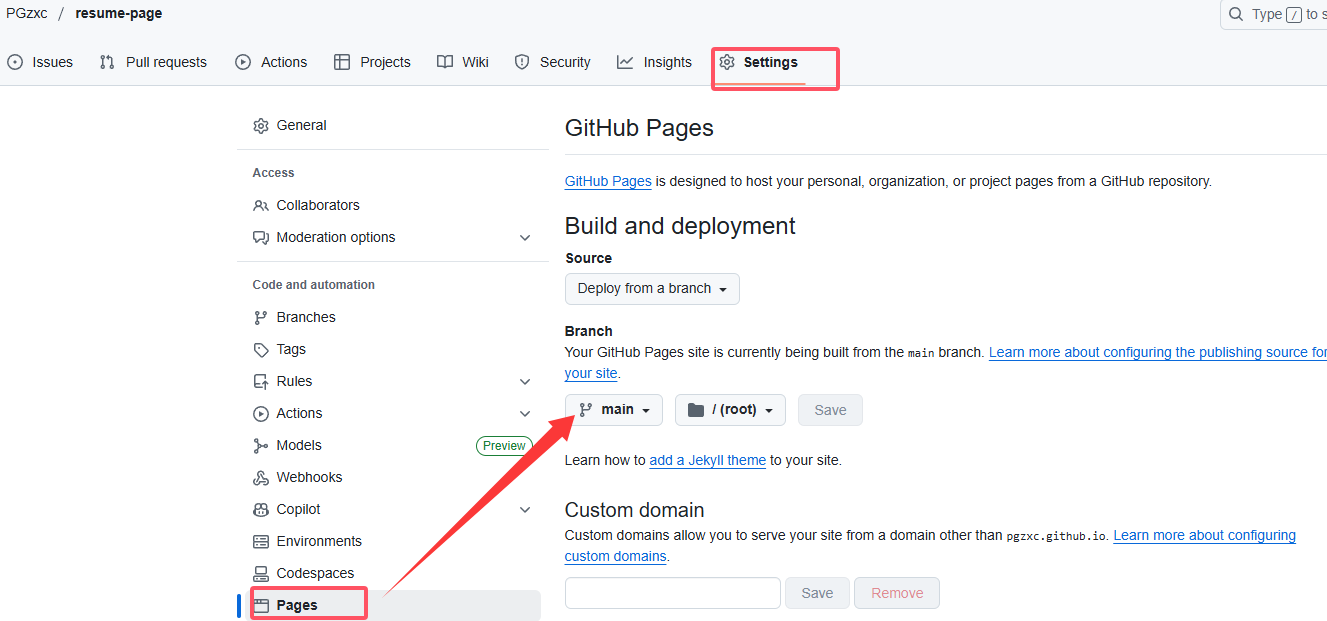 PGzxc / resume-page
Type / to s
Issues Pull requests Actions Projects Wiki Security Insights Settings
General
Access
Collaborators
Moderation options
Code and automation
Branches
Tags
Rules
Actions
Models Preview
Webhooks
Copilot
Environments
Codespaces
Pages
GitHub Pages
GitHub Pages is designed to host your personal, organization, or project pages from a GitHub repository.
Build and deployment
Source
Deploy from a branch
Branch
Your GitHub Pages site is currently being built from the main branch. Learn more about configuring the publishing source for
your site.
main / (root) Save
Learn how to add a Jekyll theme to your site.
Custom domain
Custom domains allow you to serve your site from a domain other than pgzxc.github.io. Learn more about configuring
custom domains.
Save Remove